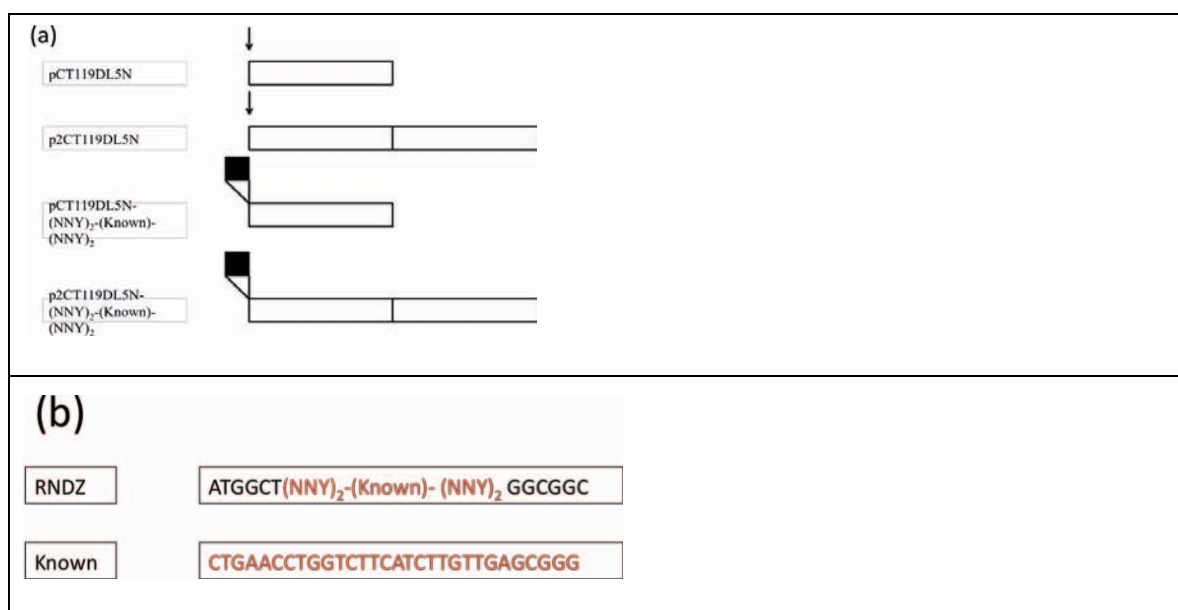 (a)
pCT119DL5N
p2CT119DL5N
pCT119DL5N-
(NNY)₂-(Known)-
(NNY)₂
p2CT119DL5N-
(NNY)₂-(Known)-
(NNY)₂
(b)
RNDZ ATGGCT(NNY)₂-(Known)- (NNY)₂ GGCGGC
Known CTGAACCTGGTCTTCATCTTGTTGAGCGGG